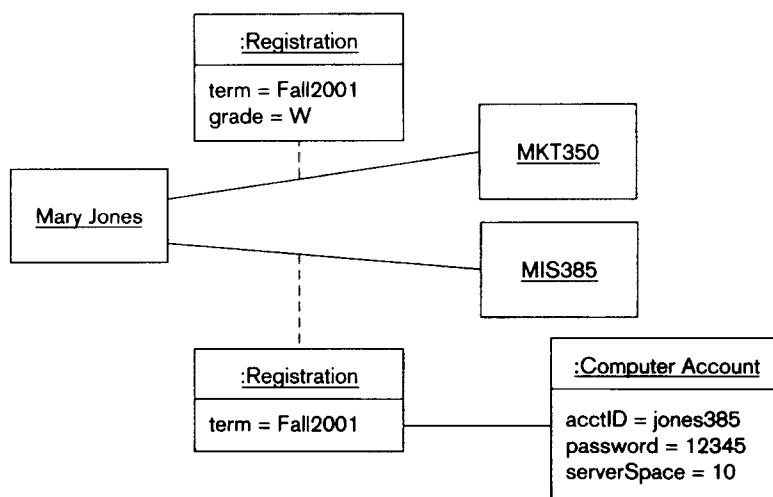 :Registration
term = Fall2001
grade = W
MKT350
Mary Jones
MIS385
:Registration
term = Fall2001
:Computer Account
acctID = jones385
password = 12345
serverSpace = 10